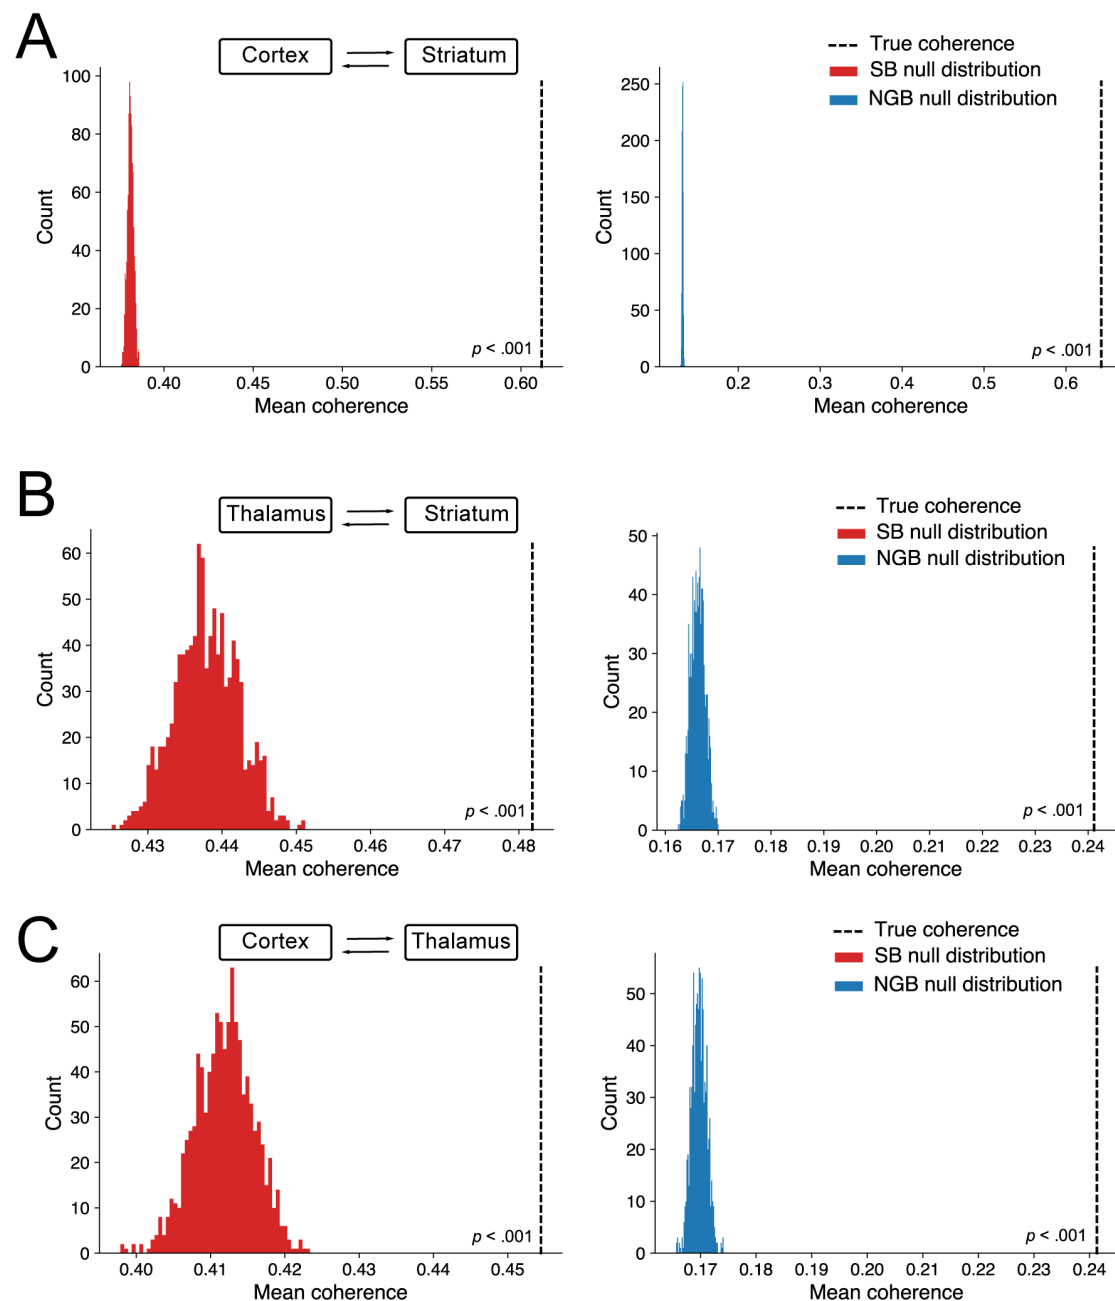 A
Cortex
Striatum
True coherence
SB null distribution
NGB null distribution
100
80
60
40
20
0
Count
p < .001
0.40 0.45 0.50 0.55 0.60
Mean coherence
250
200
150
100
50
0
Count
p < .001
0.2 0.3 0.4 0.5 0.6
Mean coherence
B
Thalamus
Striatum
True coherence
SB null distribution
NGB null distribution
60
50
40
30
20
10
0
Count
p < .001
0.43 0.44 0.45 0.46 0.47 0.48
Mean coherence
50
40
30
20
10
0
Count
p < .001
0.16 0.17 0.18 0.19 0.20 0.21 0.22 0.23 0.24
Mean coherence
C
Cortex
Thalamus
True coherence
SB null distribution
NGB null distribution
60
50
40
30
20
10
0
Count
p < .001
0.40 0.41 0.42 0.43 0.44 0.45
Mean coherence
50
40
30
20
10
0
Count
p < .001
0.17 0.18 0.19 0.20 0.21 0.22 0.23 0.24
Mean coherence